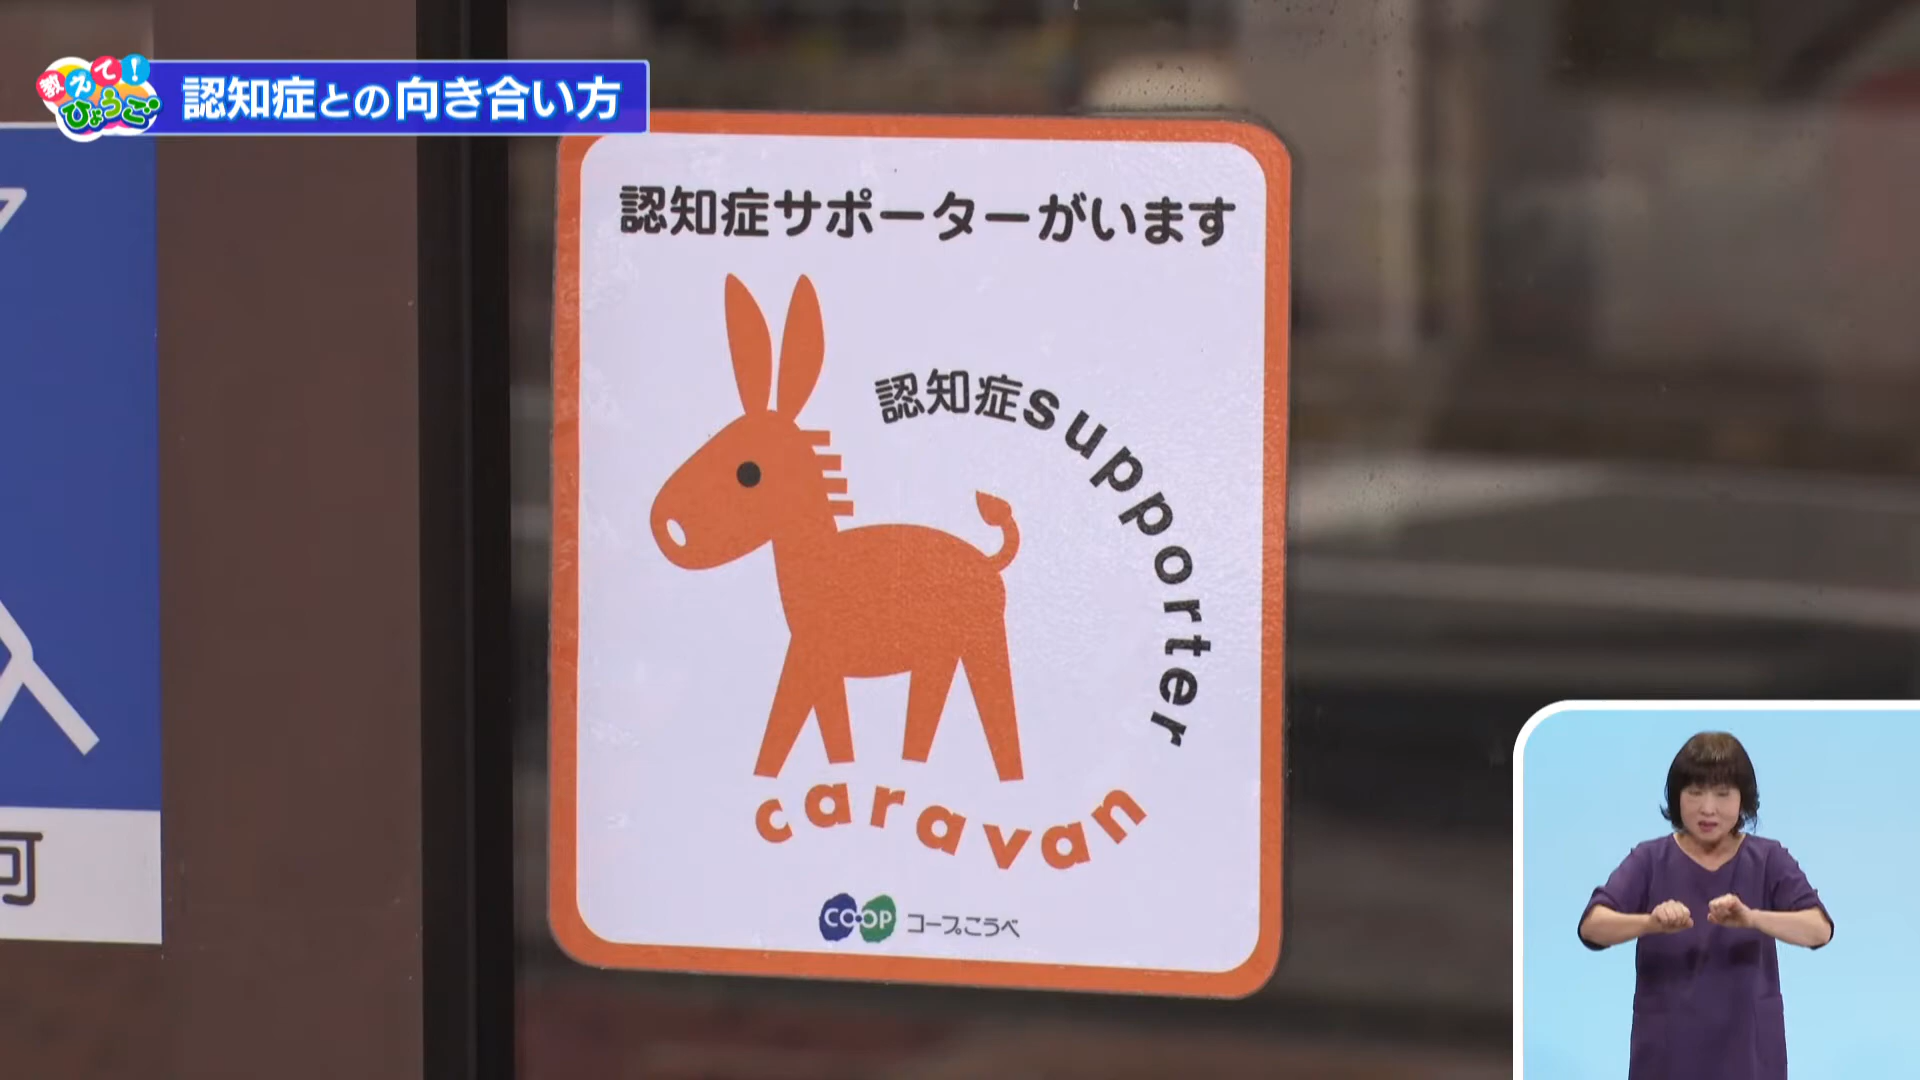 教えて!
ひょうご
認知症との向き合い方
認知症サポーターがいます
認知症supporter
caravan
CO・OP コープこうべ
可